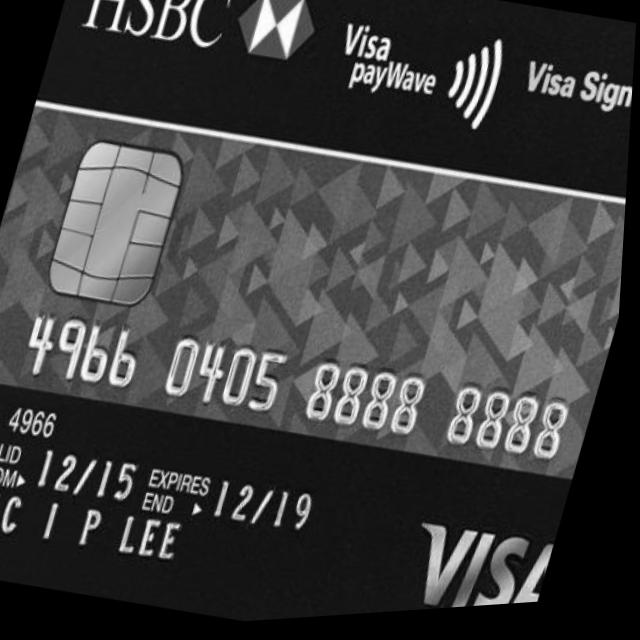 HSBC
Visa payWave
Visa Sign
4966 0405 8888 8888
4966
12/15 EXPIRES END 12/19
C I P LEE
VISA